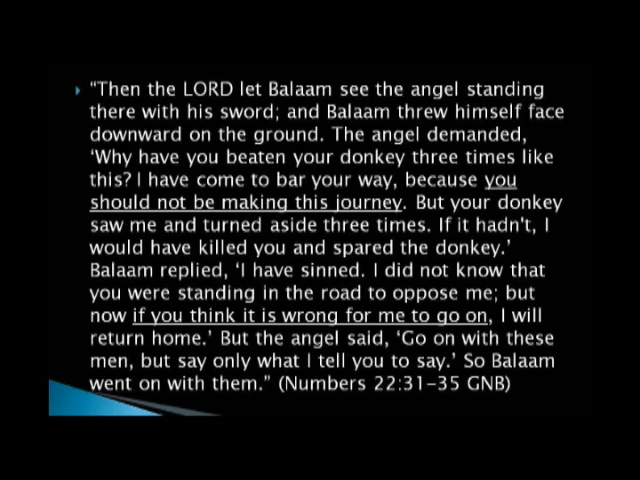 “Then the LORD let Balaam see the angel standing
there with his sword; and Balaam threw himself face
downward on the ground. The angel demanded,
‘Why have you beaten your donkey three times like
this? I have come to bar your way, because you
should not be making this journey. But your donkey
saw me and turned aside three times. If it hadn't, I
would have killed you and spared the donkey.’
Balaam replied, ‘I have sinned. I did not know that
you were standing in the road to oppose me; but
now if you think it is wrong for me to go on, I will
return home.’ But the angel said, ‘Go on with these
men, but say only what I tell you to say.’ So Balaam
went on with them.” (Numbers 22:31-35 GNB)